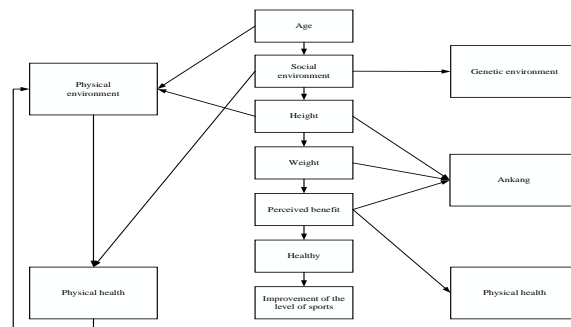 Age
Social
environment
Genetic environment
Physical
environment
Height
Weight
Ankang
Perceived benefit
Healthy
Physical health
Improvement of the
level of sports
Physical health